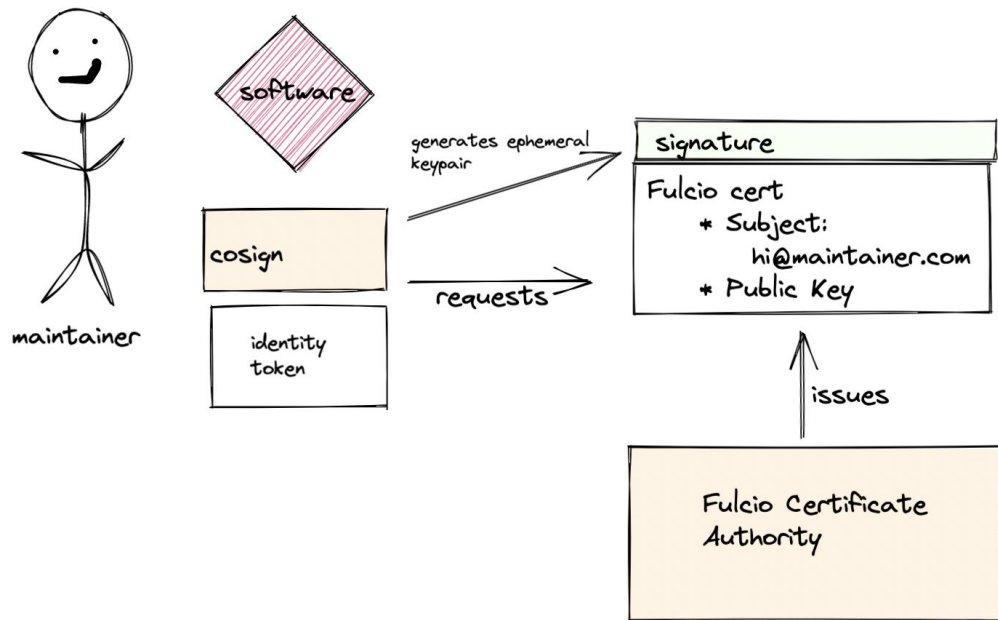 software
generates ephemeral
keypair
signature
Fulcio cert
* Subject:
hi@maintainer.com
* Public Key
cosign
requests
maintainer
identity
token
issues
Fulcio Certificate
Authority